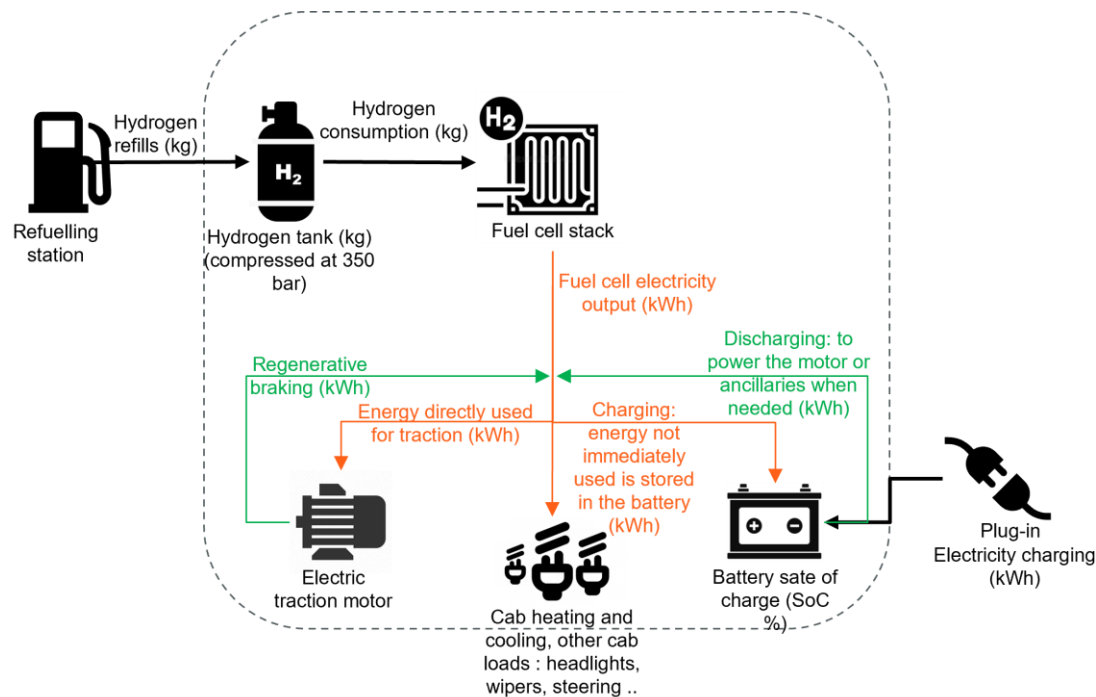 Hydrogen
refills (kg)
Hydrogen
consumption (kg)
H2
H2
Refuelling
station
Hydrogen tank (kg)
(compressed at 350
bar)
Fuel cell stack
Fuel cell electricity
output (kWh)
Regenerative
braking (kWh)
Discharging: to
power the motor or
ancillaries when
needed (kWh)
Energy directly used
for traction (kWh)
Charging:
energy not
immediately
used is stored
in the battery
(kWh)
Electric
traction motor
Cab heating and
cooling, other cab
loads : headlights,
wipers, steering ..
Battery sate of
charge (SoC
%)
Plug-in
Electricity charging
(kWh)